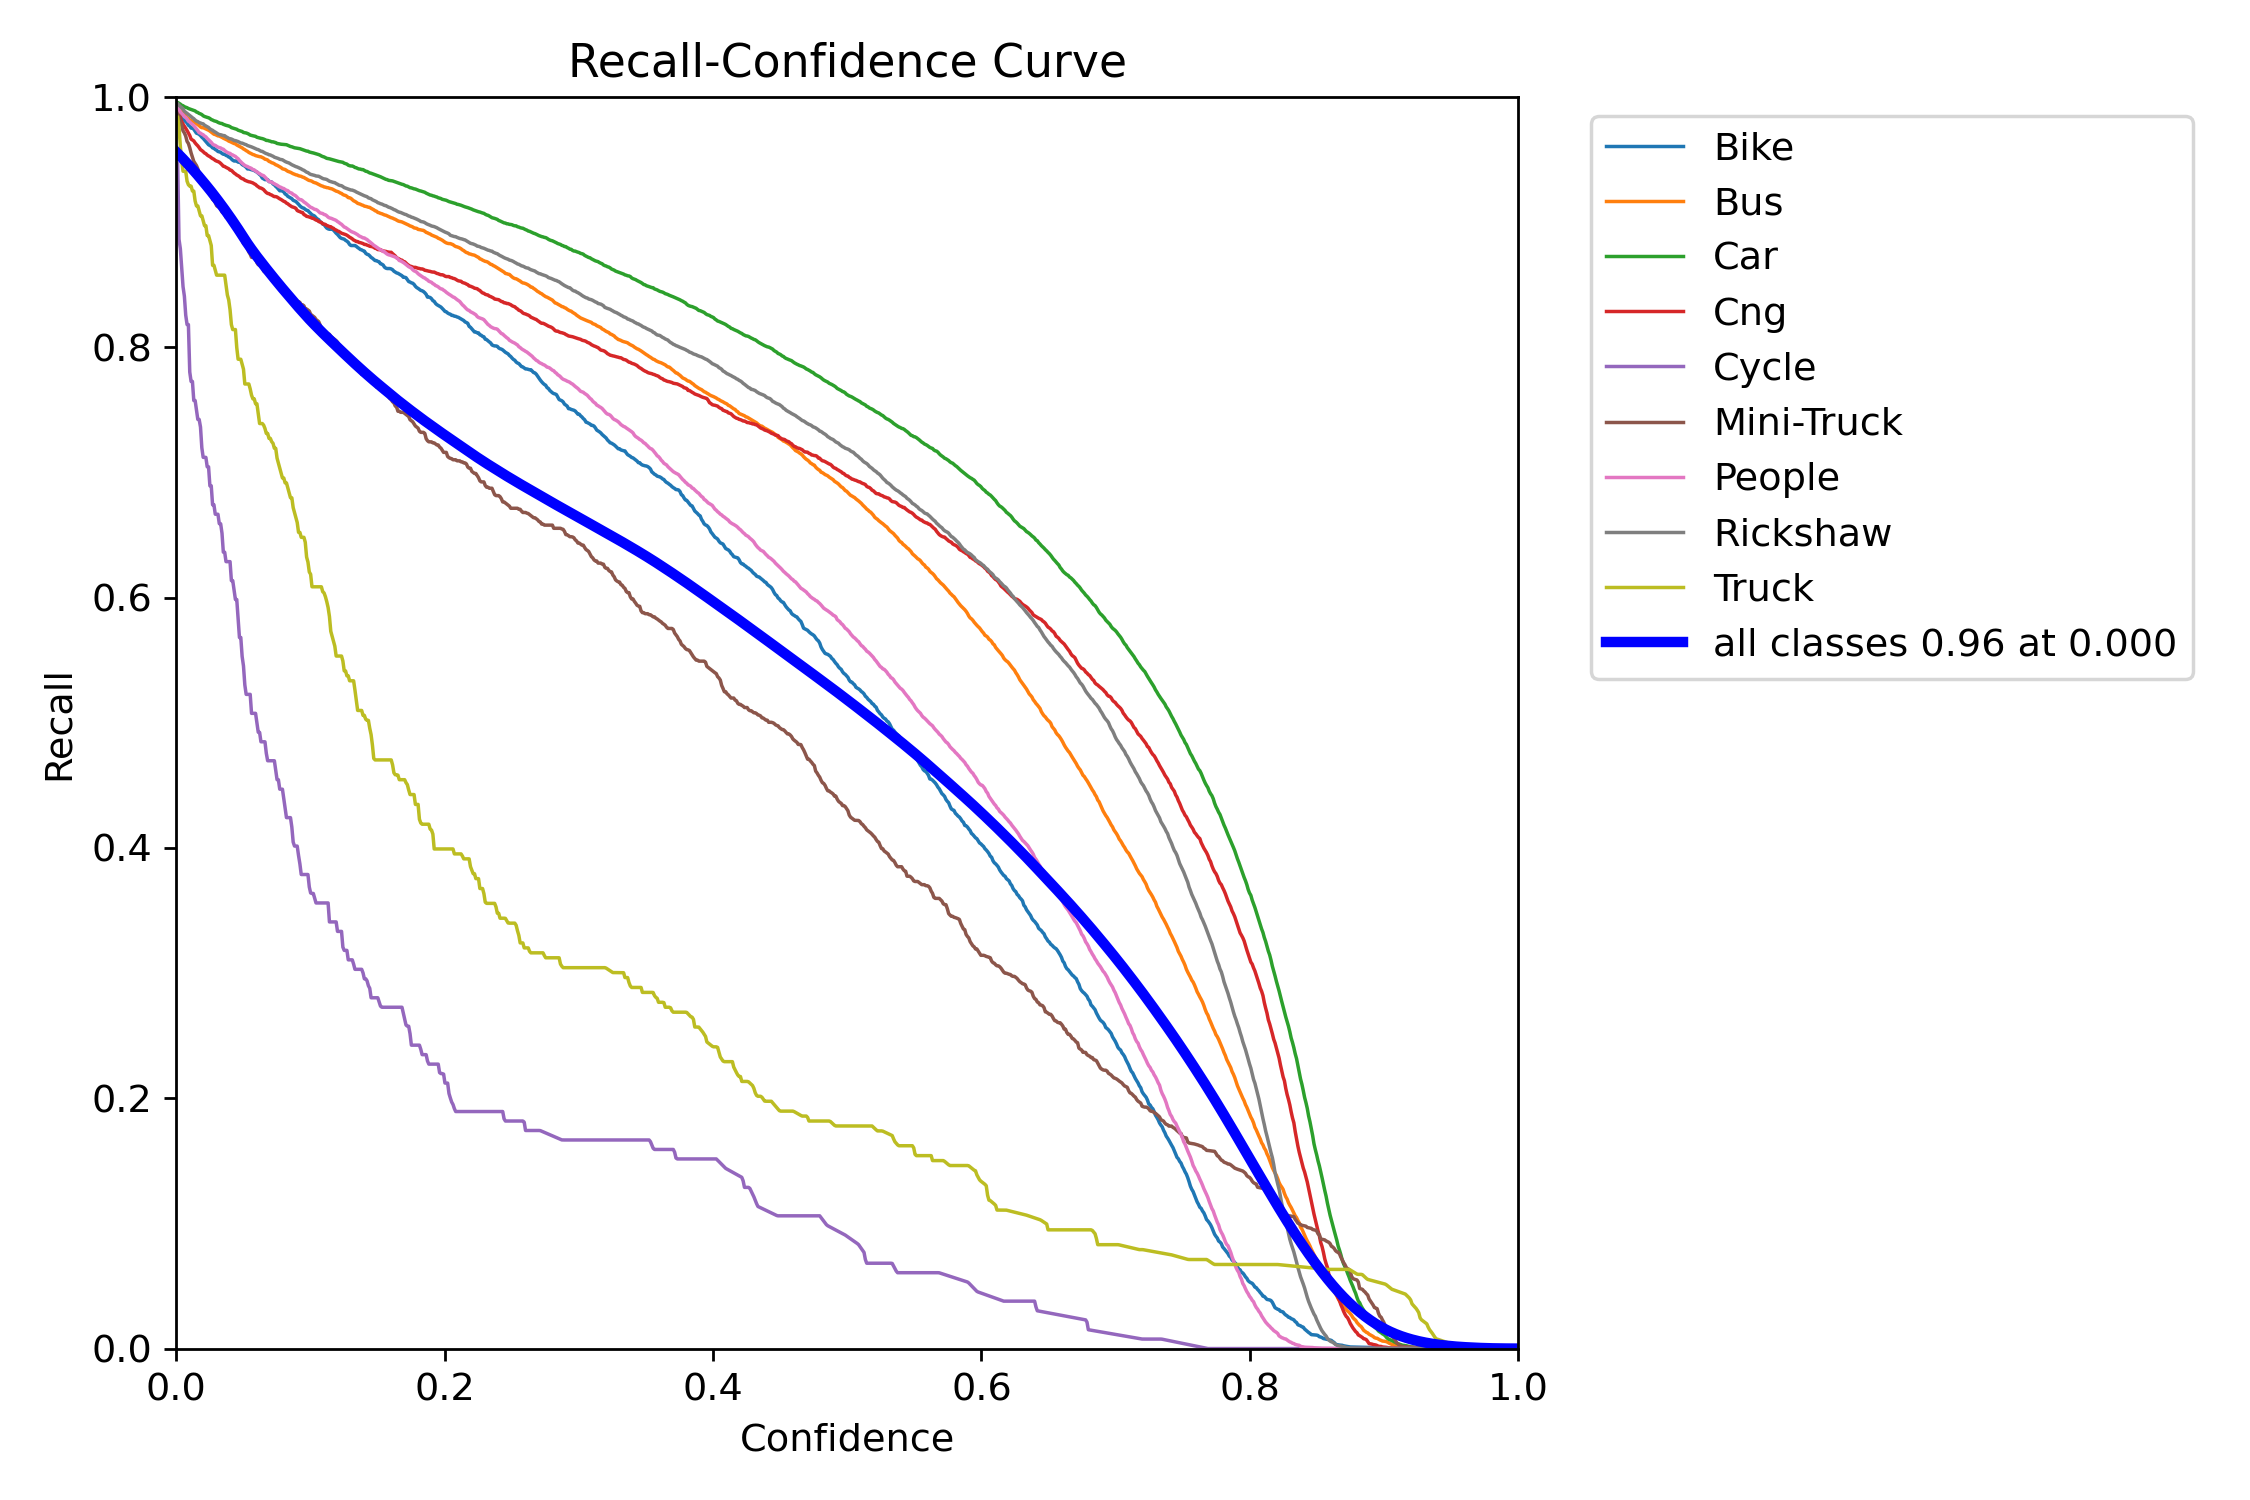 Recall-Confidence Curve
1.0
0.8
0.6
0.4
0.2
0.0
Recall
0.0 0.2 0.4 0.6 0.8 1.0
Confidence
Bike
Bus
Car
Cng
Cycle
Mini-Truck
People
Rickshaw
Truck
all classes 0.96 at 0.000